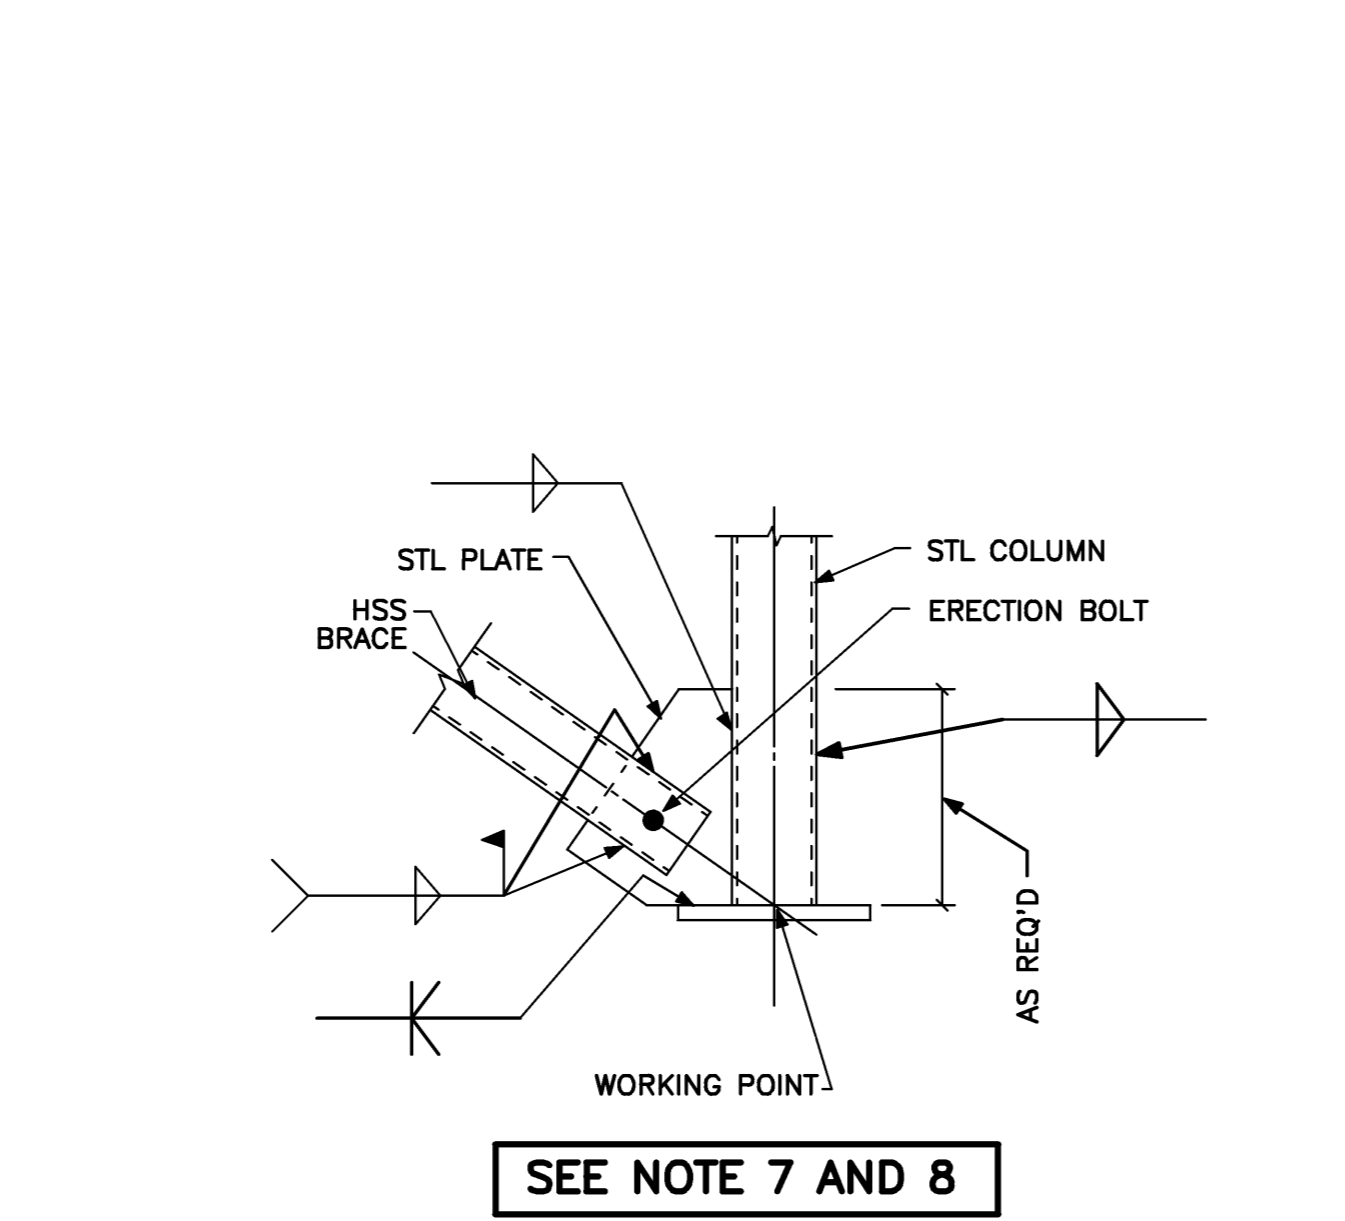 STL PLATE
STL COLUMN
HSS
BRACE
ERECTION BOLT
AS REQ'D
WORKING POINT
SEE NOTE 7 AND 8